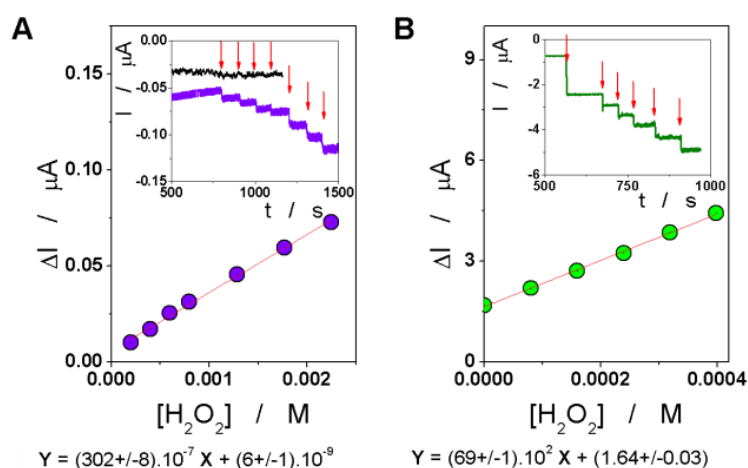 A
ΔI / μA
0.15
0.10
0.05
0.00
0.000
0.001
0.002
[H₂O₂] / M
I / μA
0.00
-0.05
-0.10
-0.15
500
1000
1500
t / s
Y = (302+/-8).10⁻⁷ X + (6+/-1).10⁻⁹
B
ΔI / μA
9
6
3
0
0.0000
0.0002
0.0004
[H₂O₂] / M
I / μA
0
-2
-4
-6
500
750
1000
t / s
Y = (69+/-1).10² X + (1.64+/-0.03)